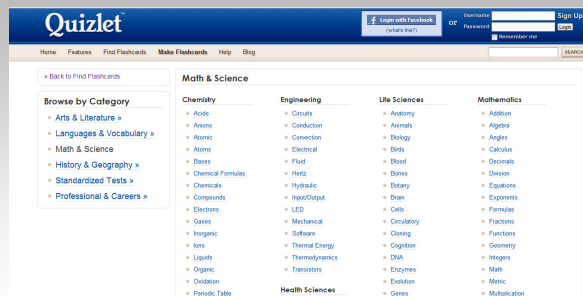 Quizlet
Login with Facebook
(what's this?)
or
Username
Password
Remember me
Sign Up
Login
Home Features Find Flashcards Make Flashcards Help Blog
SEARCH
« Back to Find Flashcards
Browse by Category
Arts & Literature »
Languages & Vocabulary »
Math & Science
History & Geography »
Standardized Tests »
Professional & Careers »
Math & Science
Chemistry
Acids
Anions
Atomic
Atoms
Bases
Chemical Formulas
Chemicals
Compounds
Electrons
Gases
Inorganic
Ions
Liquids
Organic
Oxidation
Periodic Table
Engineering
Circuits
Conduction
Convection
Electrical
Fluid
Hertz
Hydraulic
Input/Output
LED
Mechanical
Software
Thermal Energy
Thermodynamics
Transistors
Health Sciences
Life Sciences
Anatomy
Animals
Biology
Birds
Blood
Bones
Botany
Brain
Cells
Circulatory
Cloning
Cognition
DNA
Enzymes
Evolution
Genes
Mathematics
Addition
Algebra
Angles
Calculus
Decimals
Division
Equations
Exponents
Formulas
Fractions
Functions
Geometry
Integers
Math
Metric
Multiplication